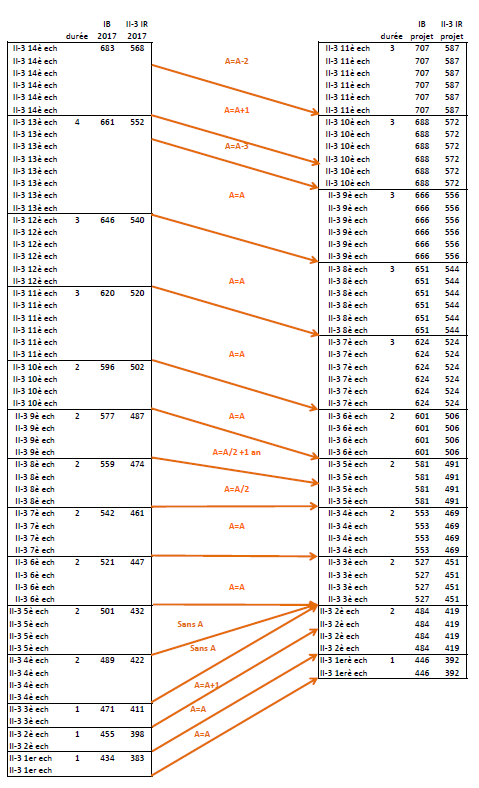 IB II-3 IR
durée 2017 2017
II-3 14è ech 683 568
II-3 14è ech
II-3 14è ech
II-3 14è ech
II-3 14è ech
II-3 14è ech
II-3 13è ech 4 661 552
II-3 13è ech
II-3 13è ech
II-3 13è ech
II-3 13è ech
II-3 13è ech
II-3 13è ech
II-3 13è ech
II-3 12è ech 3 646 540
II-3 12è ech
II-3 12è ech
II-3 12è ech
II-3 12è ech
II-3 12è ech
II-3 11è ech 3 620 520
II-3 11è ech
II-3 11è ech
II-3 11è ech
II-3 11è ech
II-3 11è ech
II-3 10è ech 2 596 502
II-3 10è ech
II-3 10è ech
II-3 10è ech
II-3 9è ech 2 577 487
II-3 9è ech
II-3 9è ech
II-3 9è ech
II-3 8è ech 2 559 474
II-3 8è ech
II-3 8è ech
II-3 8è ech
II-3 7è ech 2 542 461
II-3 7è ech
II-3 7è ech
II-3 7è ech
II-3 6è ech 2 521 447
II-3 6è ech
II-3 6è ech
II-3 6è ech
II-3 5è ech 2 501 432
II-3 5è ech
II-3 5è ech
II-3 5è ech
II-3 4è ech 2 489 422
II-3 4è ech
II-3 4è ech
II-3 4è ech
II-3 3è ech 1 471 411
II-3 3è ech
II-3 2è ech 1 455 398
II-3 2è ech
II-3 1er ech 1 434 383
II-3 1er ech
A=A-2
A=A+1
A=A-3
A=A
A=A
A=A
A=A
A=A/2 +1 an
A=A/2
A=A
A=A
Sans A
Sans A
A=A+1
A=A
A=A
IB II-3 IR
durée projet projet
II-3 11è ech 3 707 587
II-3 11è ech 707 587
II-3 11è ech 707 587
II-3 11è ech 707 587
II-3 11è ech 707 587
II-3 11è ech 707 587
II-3 10è ech 3 688 572
II-3 10è ech 688 572
II-3 10è ech 688 572
II-3 10è ech 688 572
II-3 10è ech 688 572
II-3 10è ech 688 572
II-3 9è ech 3 666 556
II-3 9è ech 666 556
II-3 9è ech 666 556
II-3 9è ech 666 556
II-3 9è ech 666 556
II-3 9è ech 666 556
II-3 8è ech 3 651 544
II-3 8è ech 651 544
II-3 8è ech 651 544
II-3 8è ech 651 544
II-3 8è ech 651 544
II-3 8è ech 651 544
II-3 7è ech 3 624 524
II-3 7è ech 624 524
II-3 7è ech 624 524
II-3 7è ech 624 524
II-3 7è ech 624 524
II-3 7è ech 624 524
II-3 6è ech 2 601 506
II-3 6è ech 601 506
II-3 6è ech 601 506
II-3 6è ech 601 506
II-3 5è ech 2 581 491
II-3 5è ech 581 491
II-3 5è ech 581 491
II-3 5è ech 581 491
II-3 4è ech 2 553 469
II-3 4è ech 553 469
II-3 4è ech 553 469
II-3 4è ech 553 469
II-3 3è ech 2 527 451
II-3 3è ech 527 451
II-3 3è ech 527 451
II-3 3è ech 527 451
II-3 2è ech 2 484 419
II-3 2è ech 484 419
II-3 2è ech 484 419
II-3 2è ech 484 419
II-3 1erè ech 1 446 392
II-3 1erè ech 446 392